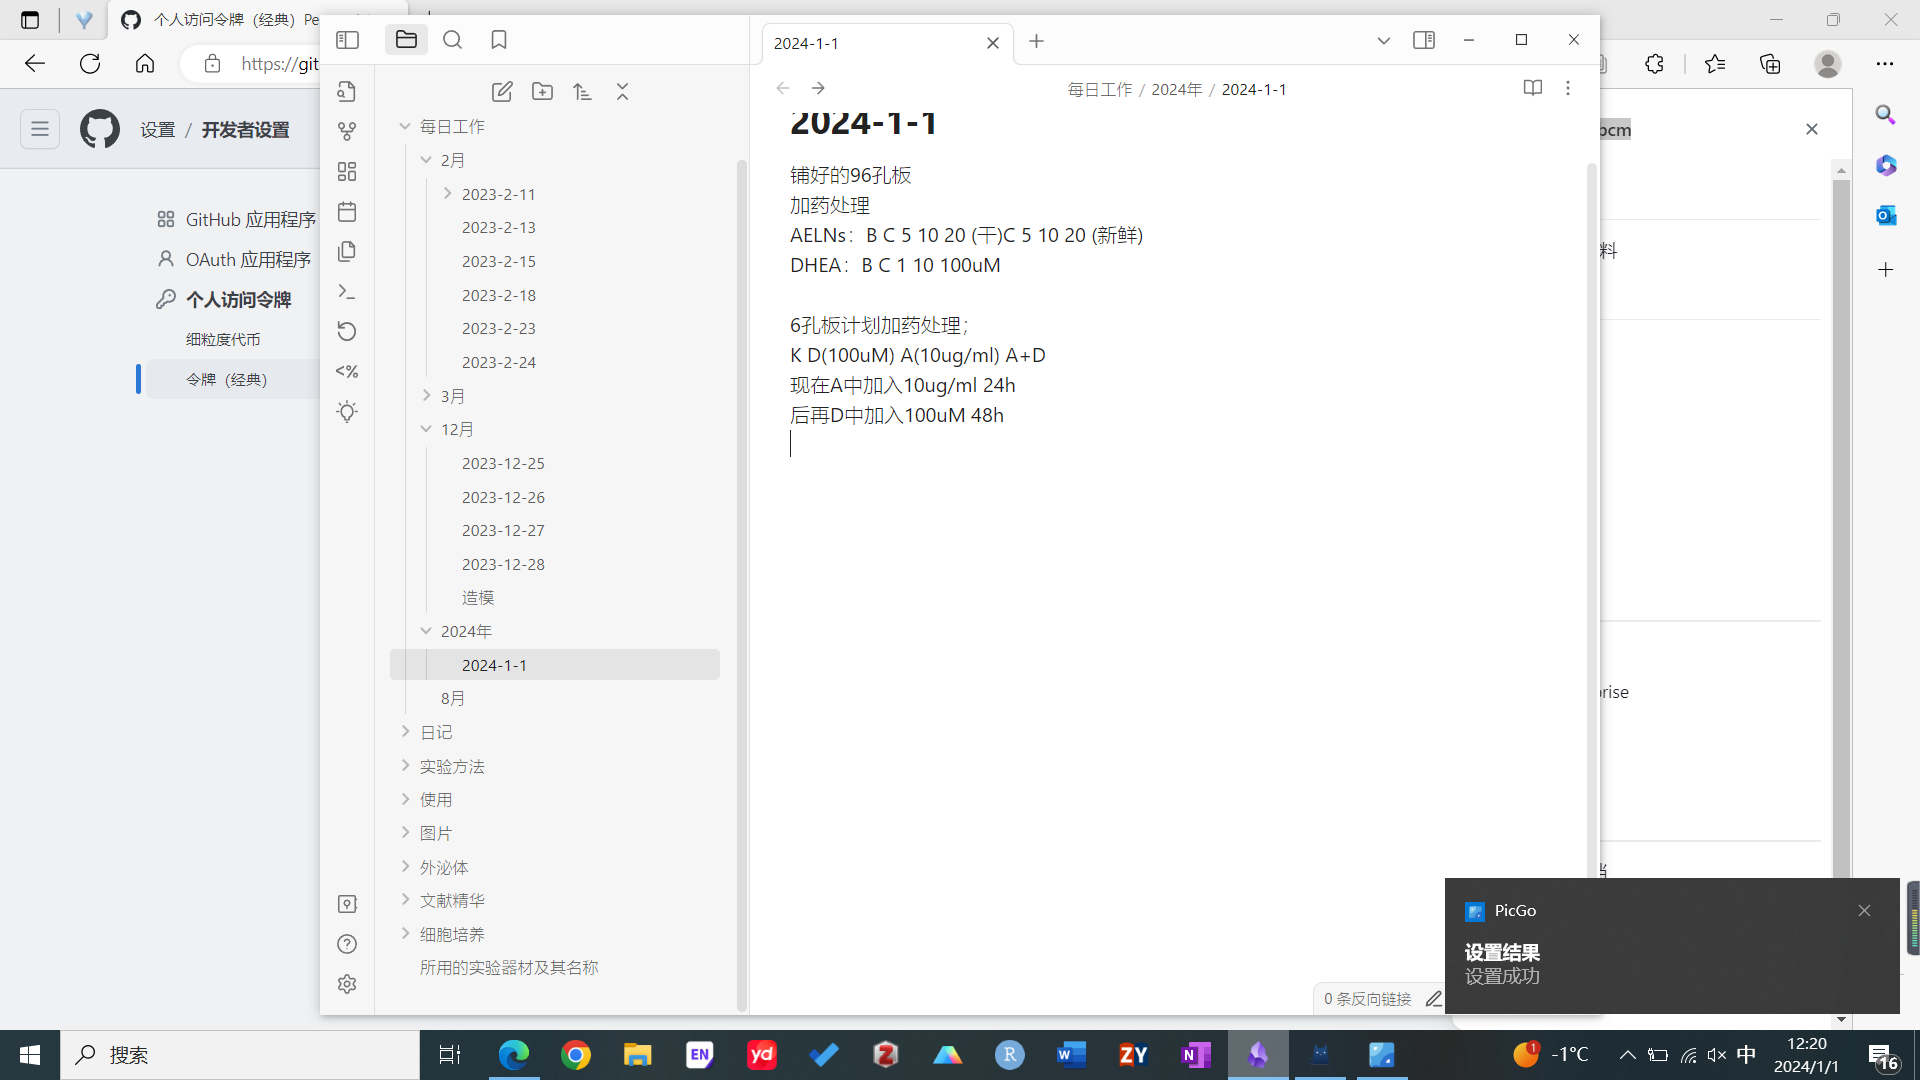 个人访问令牌（经典）
https://git
设置 / 开发者设置
GitHub 应用程序
OAuth 应用程序
个人访问令牌
细粒度代币
令牌（经典）
每日工作
2月
2023-2-11
2023-2-13
2023-2-15
2023-2-18
2023-2-23
2023-2-24
3月
12月
2023-12-25
2023-12-26
2023-12-27
2023-12-28
造模
2024年
2024-1-1
8月
日记
实验方法
使用
图片
外泌体
文献精华
细胞培养
所用的实验器材及其名称
2024-1-1
每日工作 / 2024年 / 2024-1-1
2024-1-1
铺好的96孔板
加药处理
AELNs：B C 5 10 20 (干)C 5 10 20 (新鲜)
DHEA：B C 1 10 100uM
6孔板计划加药处理；
K D(100uM) A(10ug/ml) A+D
现在A中加入10ug/ml 24h
后再D中加入100uM 48h
0 条反向链接
料
PicGo
设置结果
设置成功
搜索
EN
yd
Z
R
W
ZY
N
1
-1°C
中
12:20
2024/1/1
16